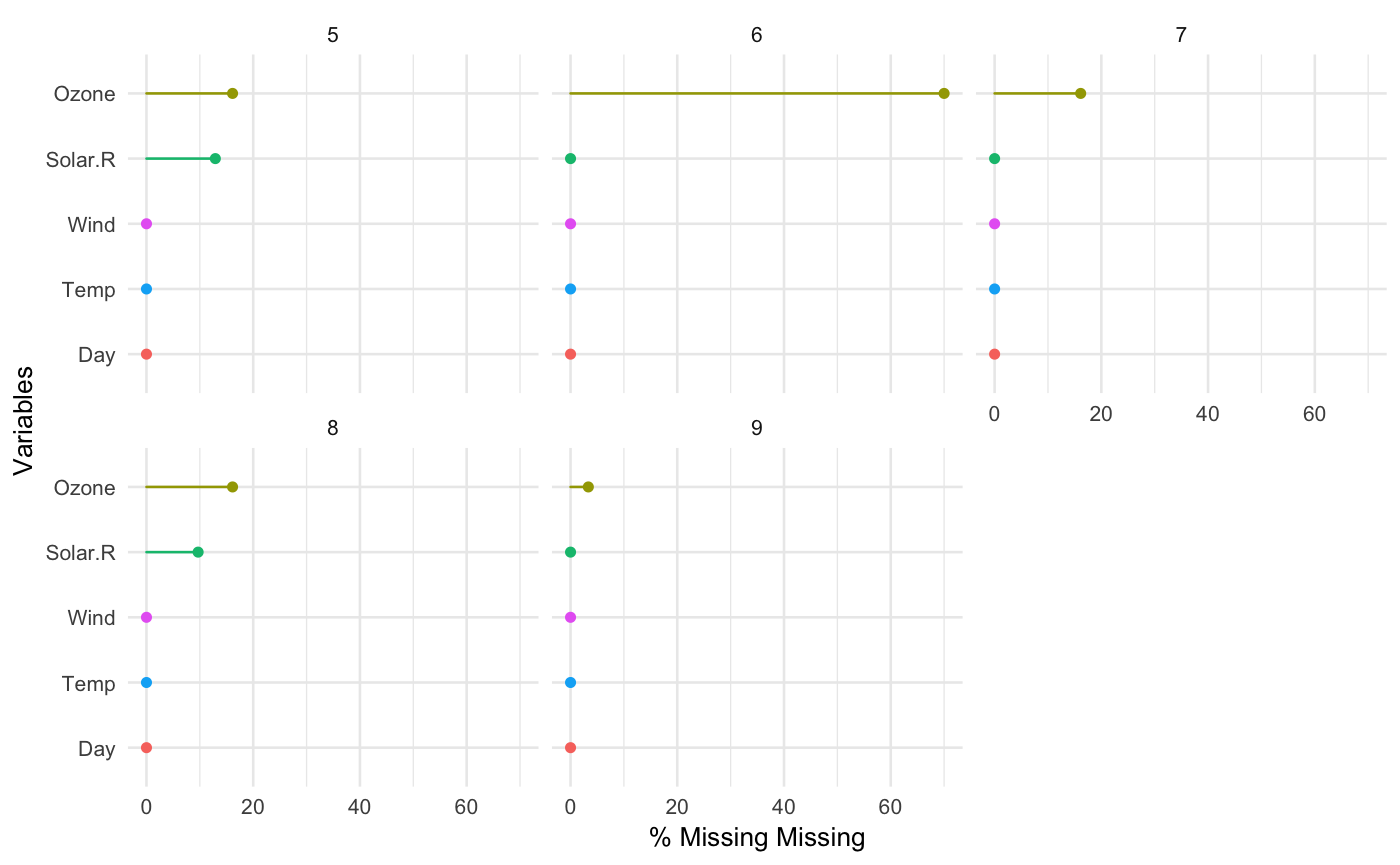 5 6 7
Ozone
Solar.R
Wind
Temp
Day
0 20 40 60
Variables
8 9
Ozone
Solar.R
Wind
Temp
Day
0 20 40 60 0 20 40 60
% Missing Missing